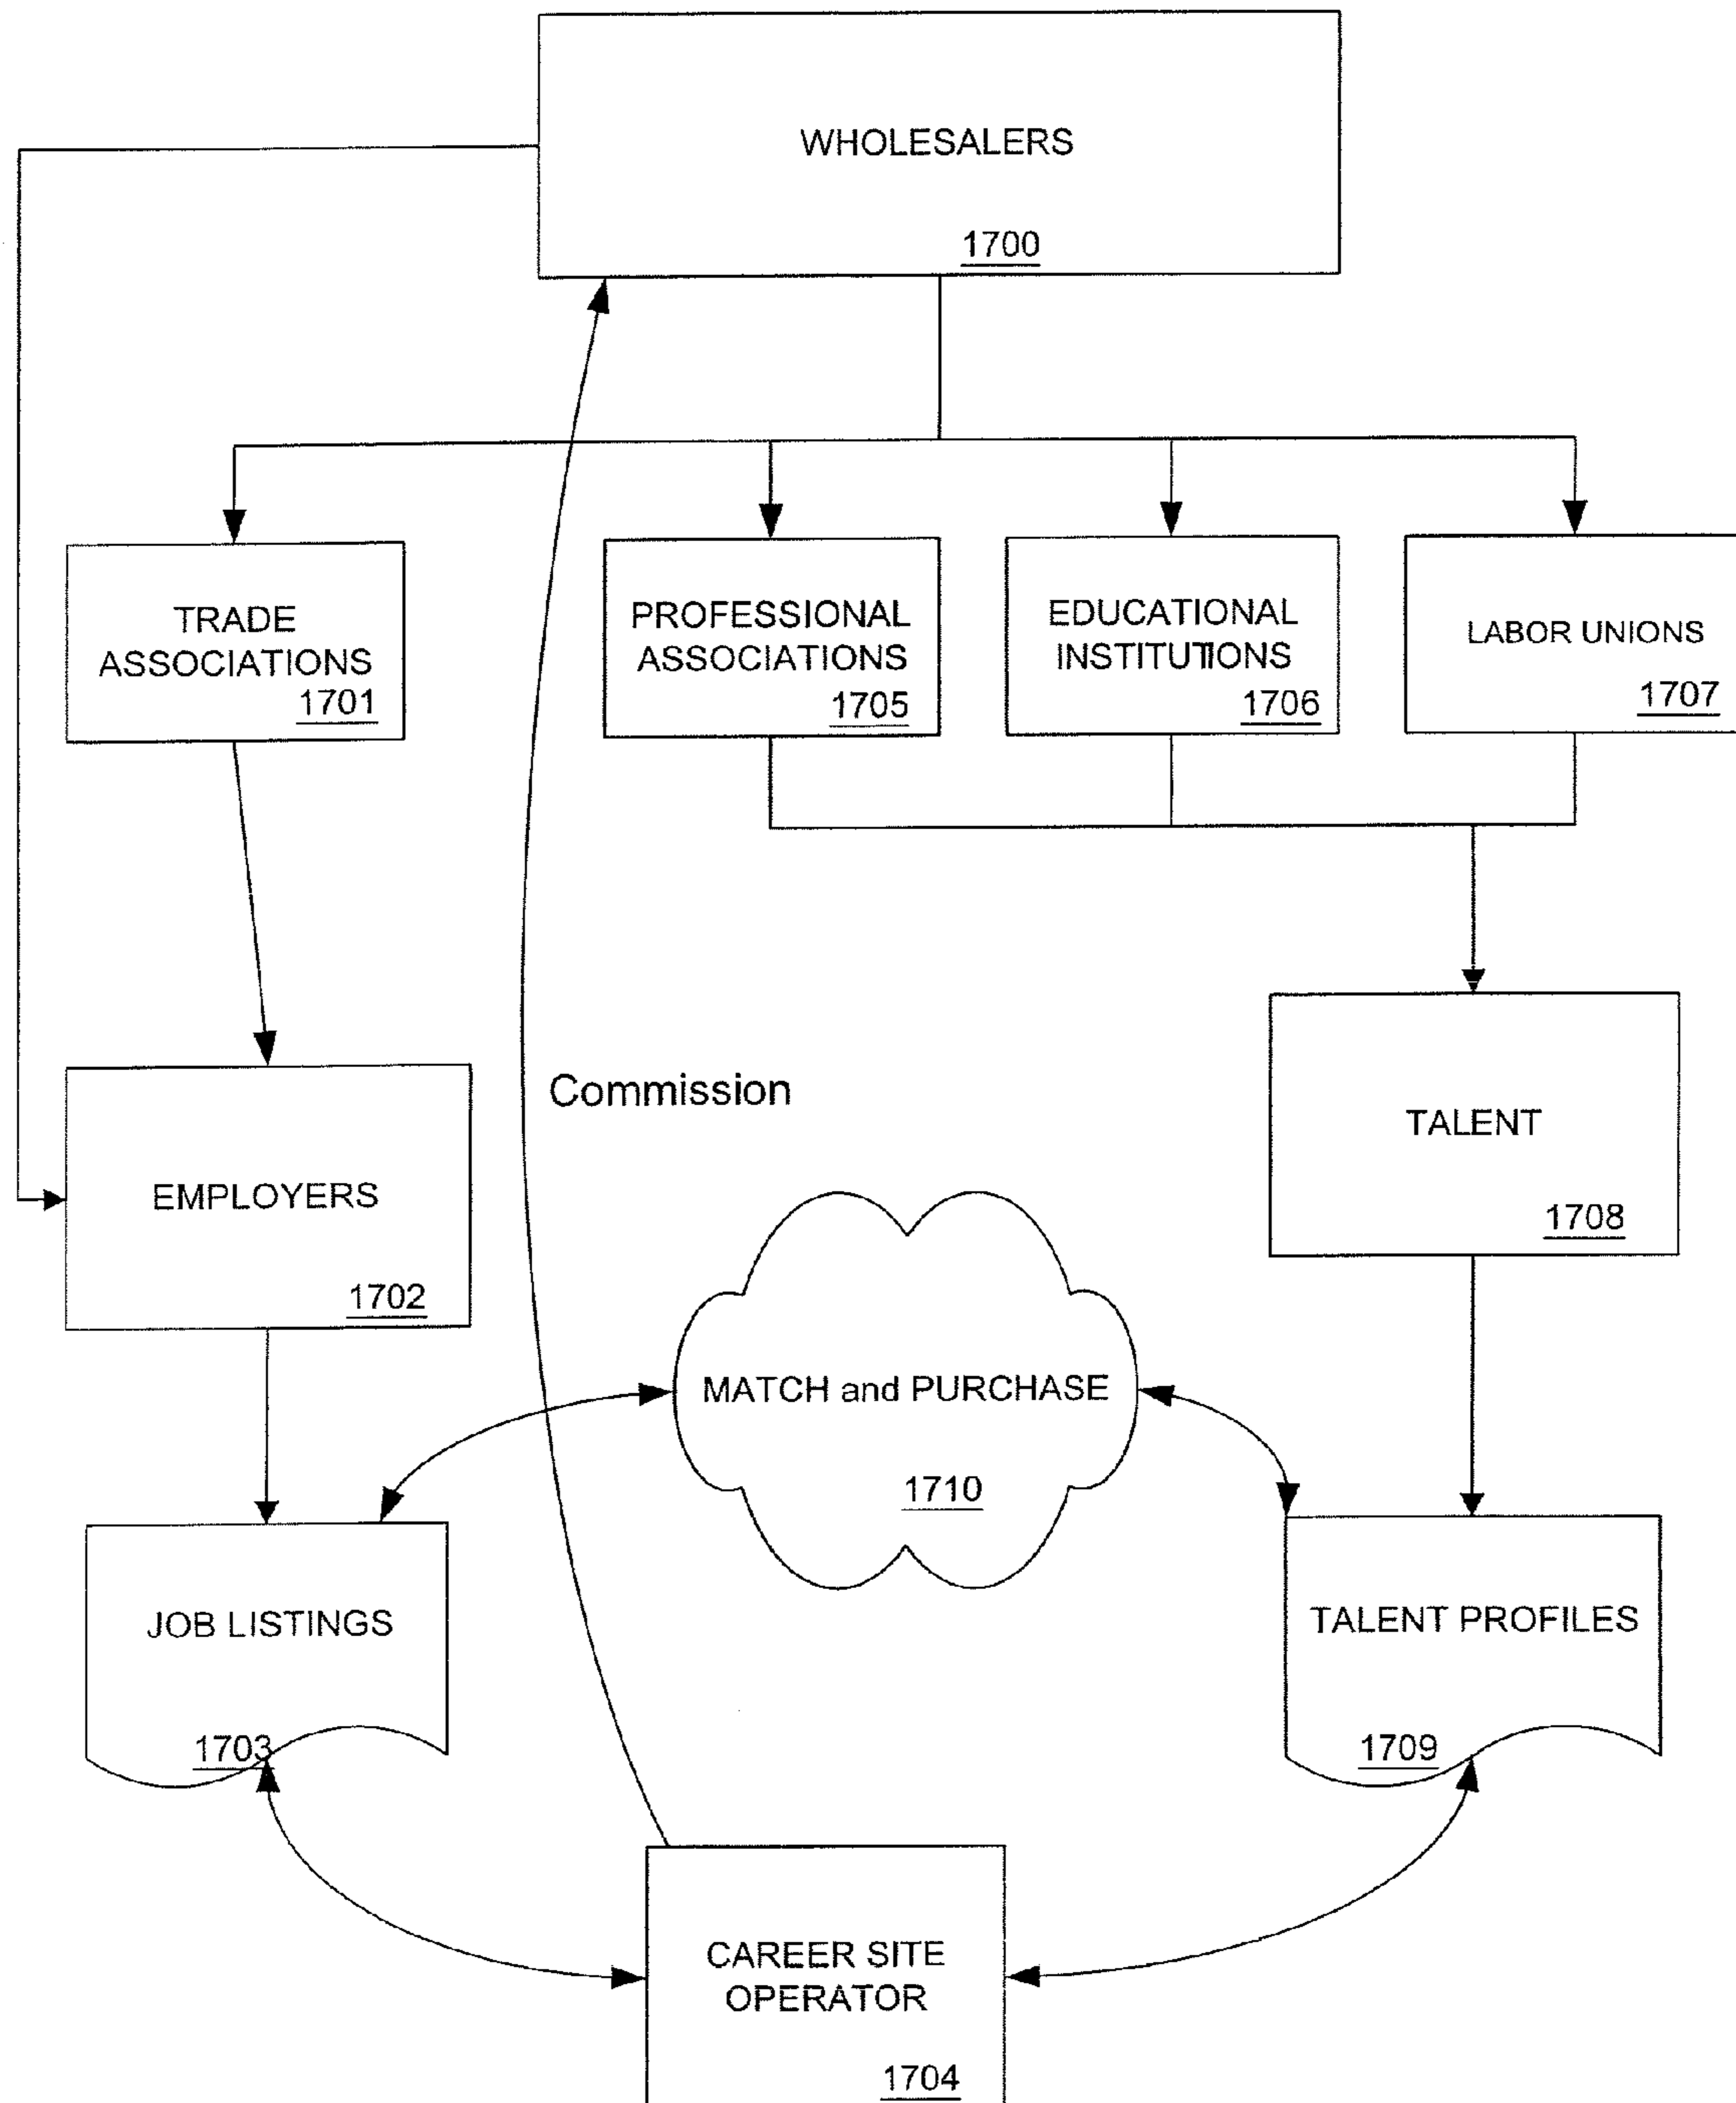 WHOLESALERS
1700
TRADE
ASSOCIATIONS
1701
PROFESSIONAL
ASSOCIATIONS
1705
EDUCATIONAL
INSTITUTIONS
1706
LABOR UNIONS
1707
Commission
EMPLOYERS
1702
TALENT
1708
MATCH and PURCHASE
1710
JOB LISTINGS
1703
TALENT PROFILES
1709
CAREER SITE
OPERATOR
1704